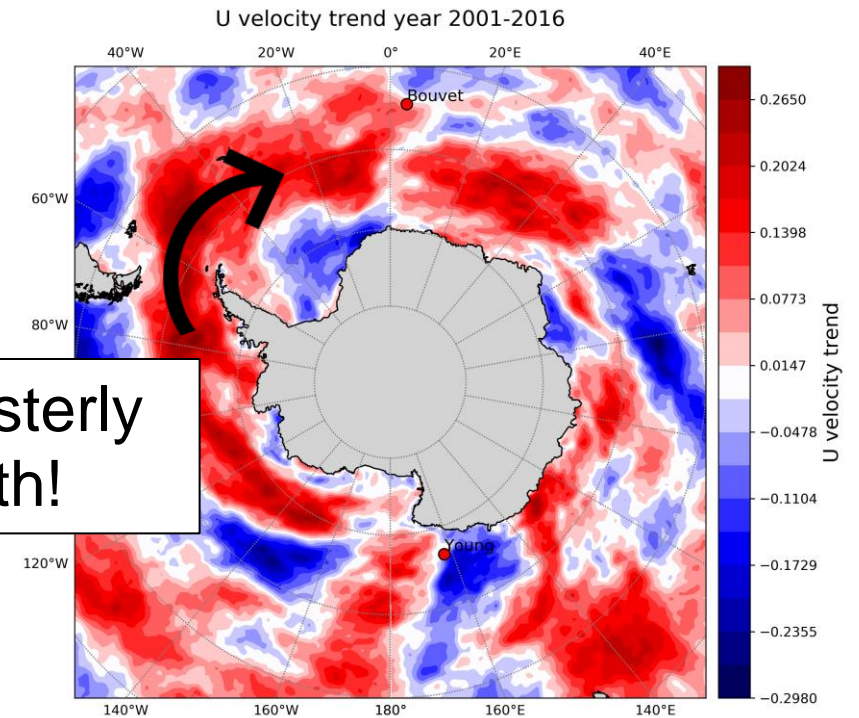 U velocity trend year 2001-2016
40°W 20°W 0° 20°E 40°E
Bouvet
0.2650
0.2024
60°W
0.1398
0.0773
80°W
0.0147
sterly
−0.0478
th!
−0.1104
Young
120°W
−0.1729
−0.2355
−0.2980
140°W 160°W 180° 160°E 140°E
U velocity trend